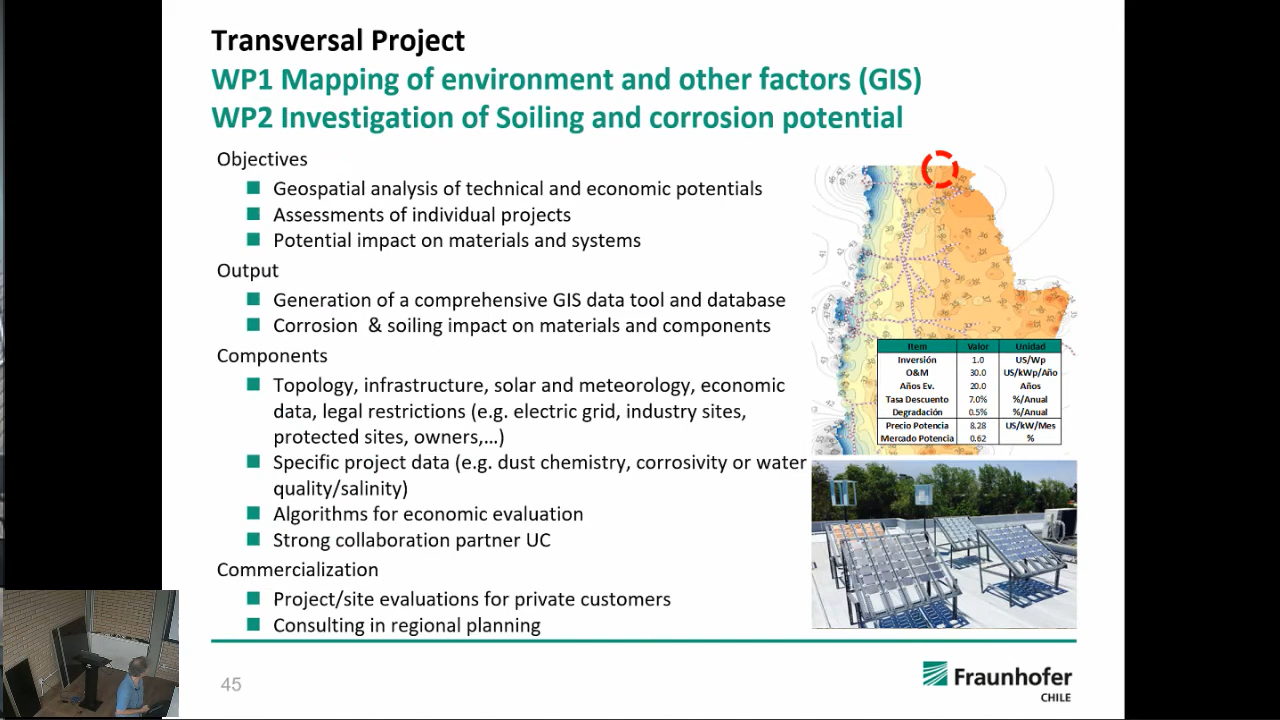 Transversal Project
WP1 Mapping of environment and other factors (GIS)
WP2 Investigation of Soiling and corrosion potential
Objectives
Geospatial analysis of technical and economic potentials
Assessments of individual projects
Potential impact on materials and systems
Output
Generation of a comprehensive GIS data tool and database
Corrosion & soiling impact on materials and components
Components
Topology, infrastructure, solar and meteorology, economic
data, legal restrictions (e.g. electric grid, industry sites,
protected sites, owners,...)
Specific project data (e.g. dust chemistry, corrosivity or water
quality/salinity)
Algorithms for economic evaluation
Strong collaboration partner UC
Commercialization
Project/site evaluations for private customers
Consulting in regional planning
Item Valor Unidad
Inversión 1.0 US/Wp
O&M 30.0 US/kWp/Año
Años Ev. 20.0 Años
Tasa Descuento 7.0% %/Anual
Degradación 0.5% %/Anual
Precio Potencia 8.28 US/kW/Mes
Mercado Potencia 0.62 %
45
Fraunhofer
CHILE